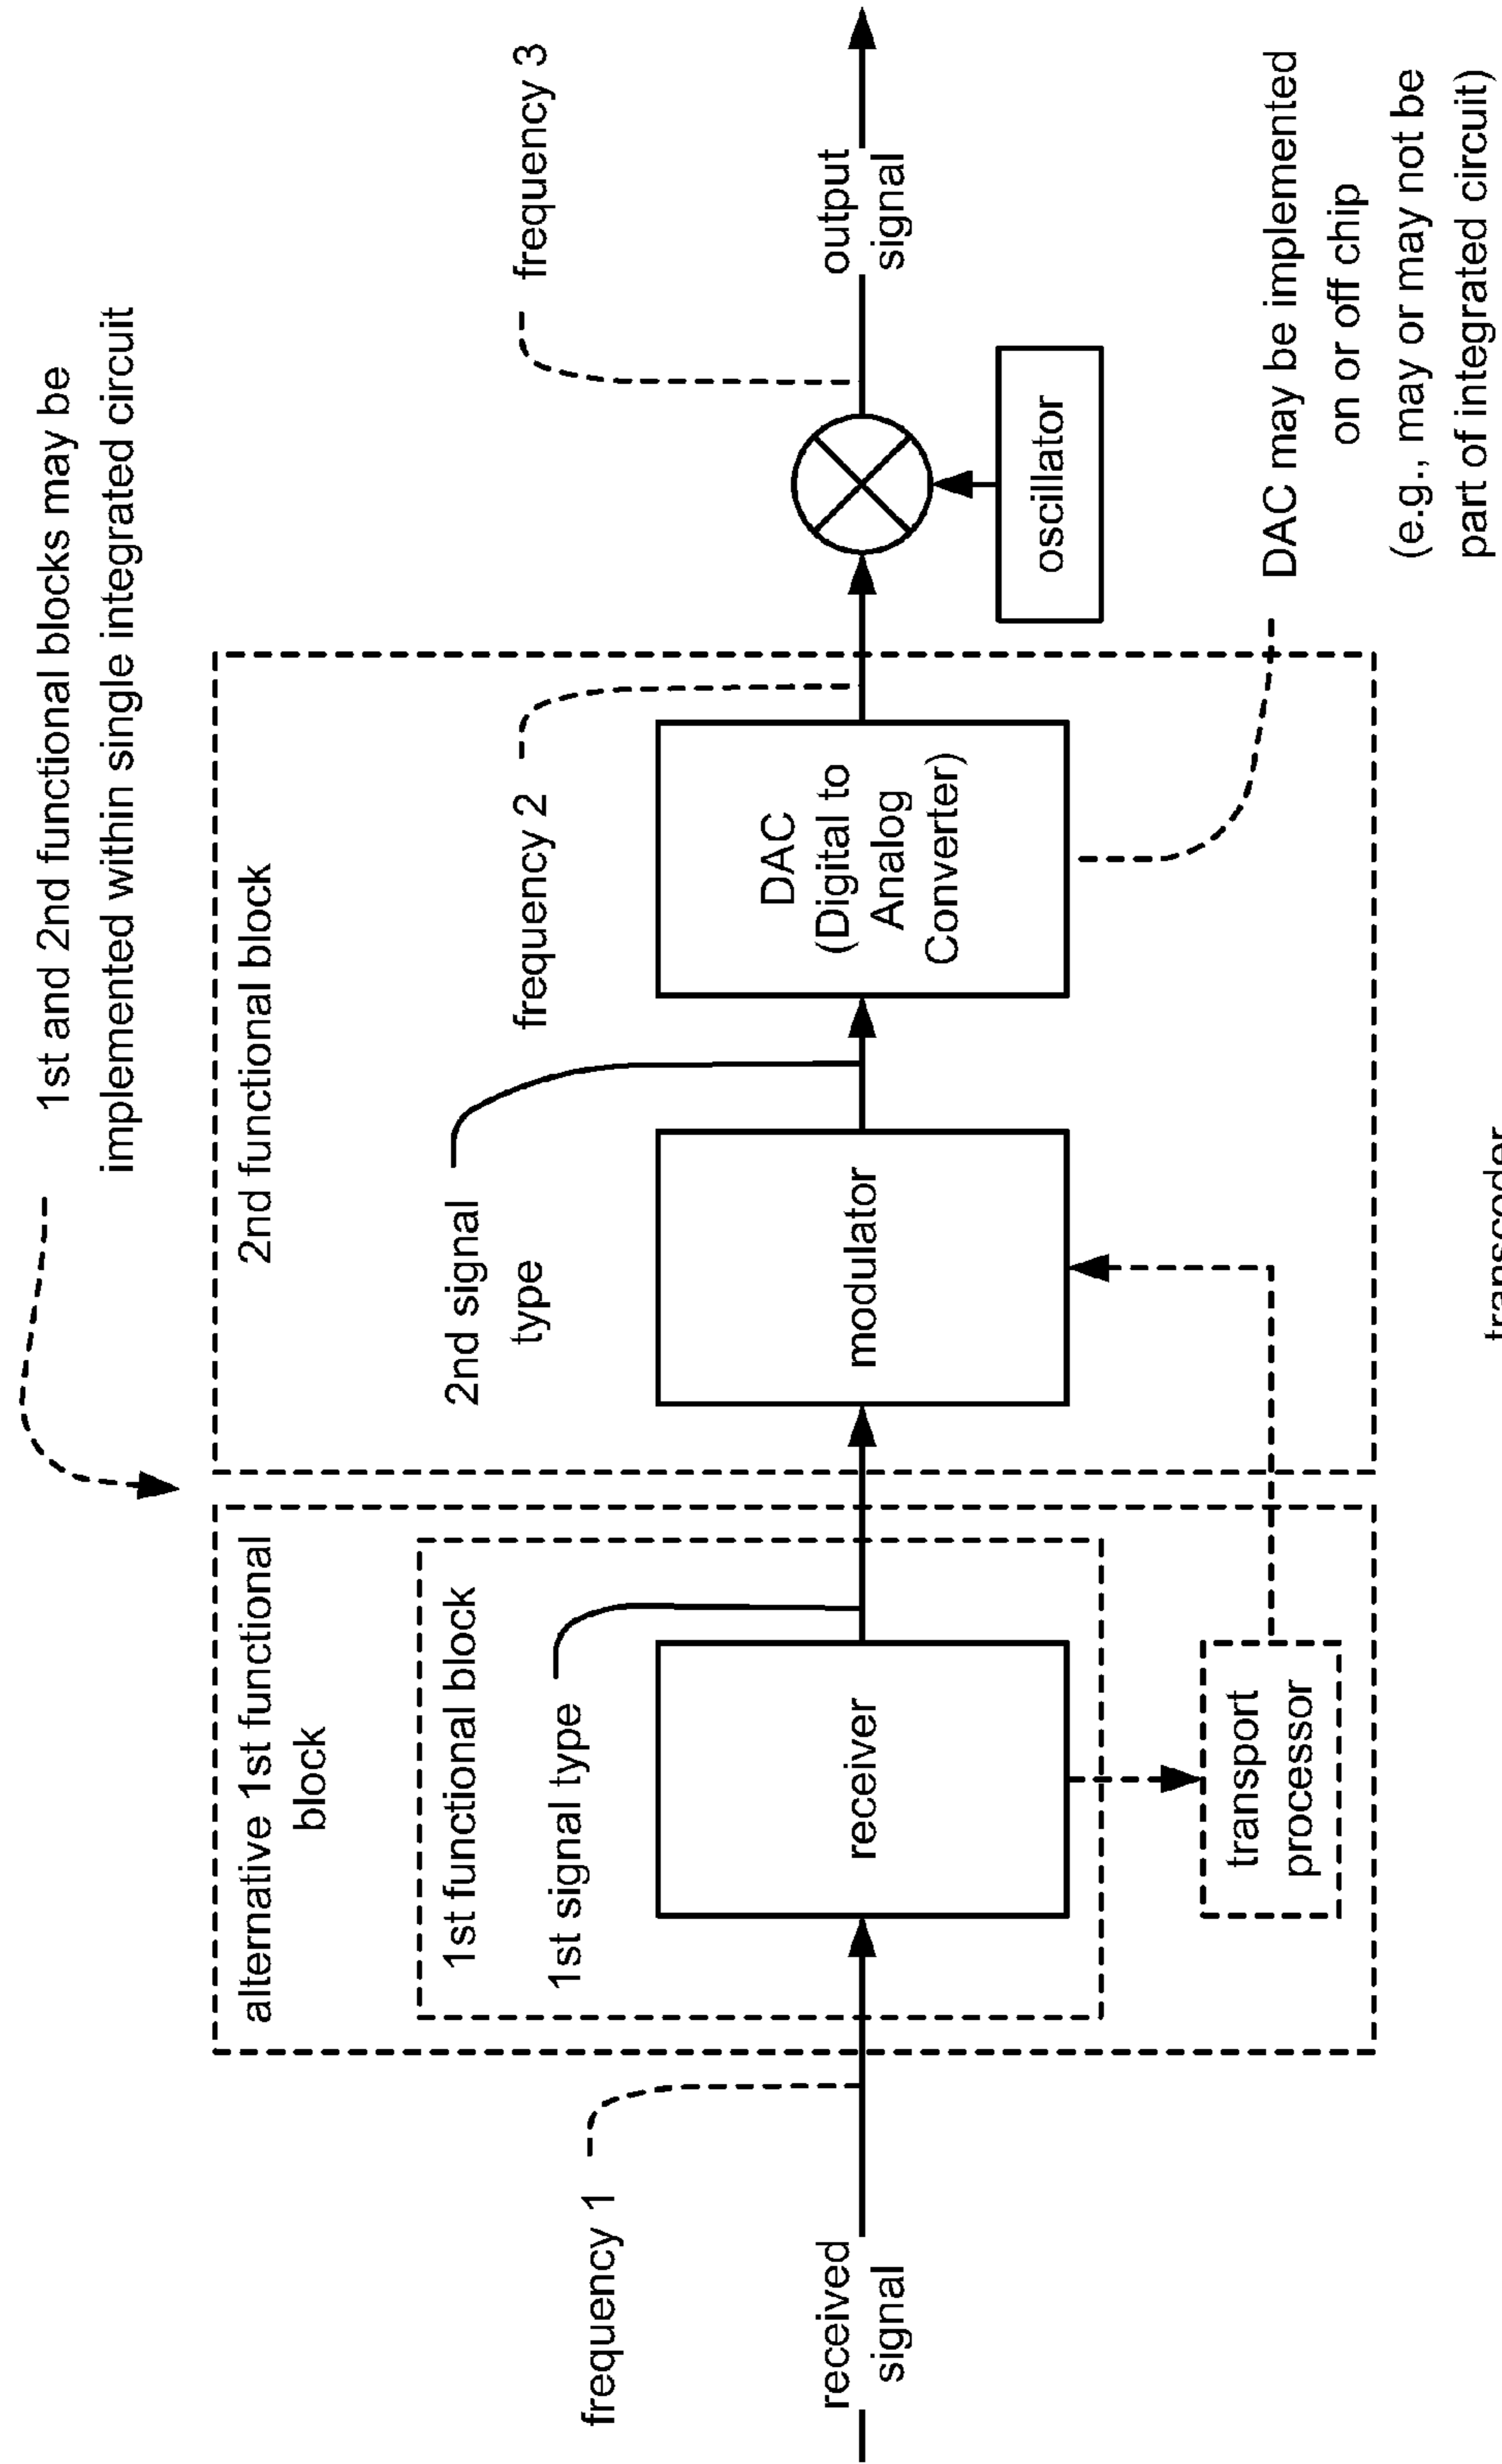 1st and 2nd functional blocks may be
implemented within single integrated circuit
alternative 1st functional
block
2nd functional block
1st functional block
frequency 1
1st signal type
2nd signal
type
frequency 2
frequency 3
received
signal
receiver
modulator
DAC
(Digital to
Analog
Converter)
output
signal
oscillator
transport
processor
DAC may be implemented
on or off chip
(e.g., may or may not be
part of integrated circuit)
transcoder